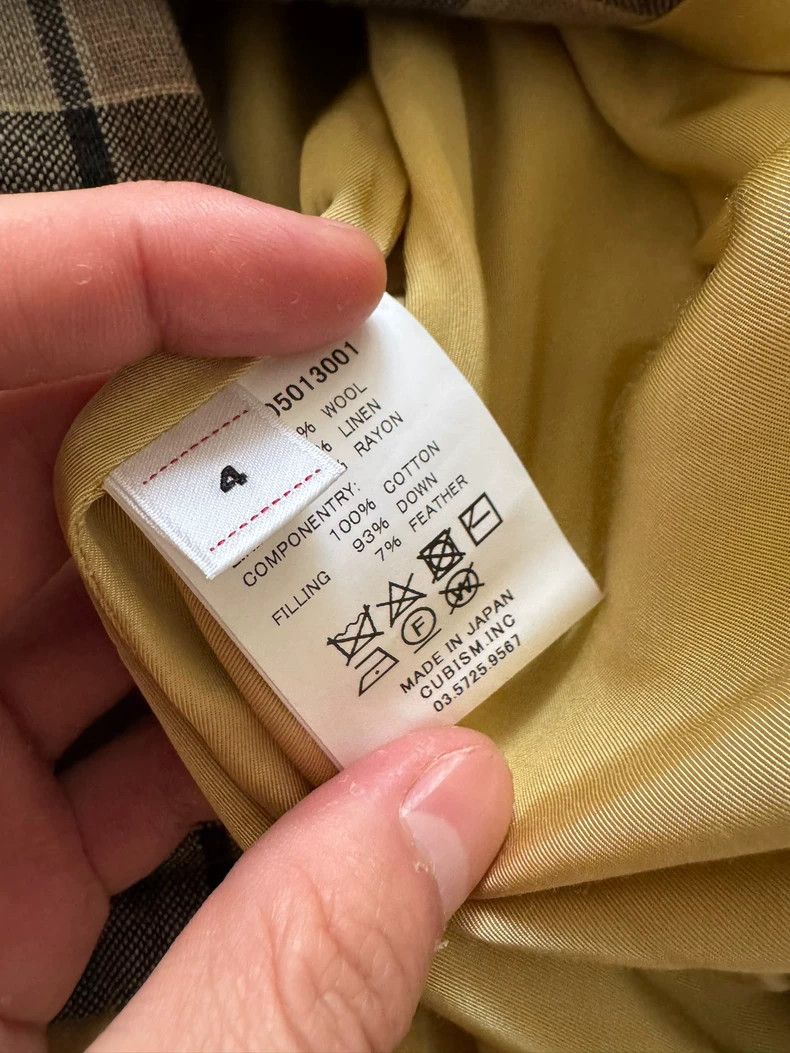 5013001
% WOOL
% LINEN
% RAYON
COMPONENTRY:
100% COTTON
FILLING 93% DOWN
7% FEATHER
F
W
MADE IN JAPAN
CUBISM.INC
03.5725.9567
4